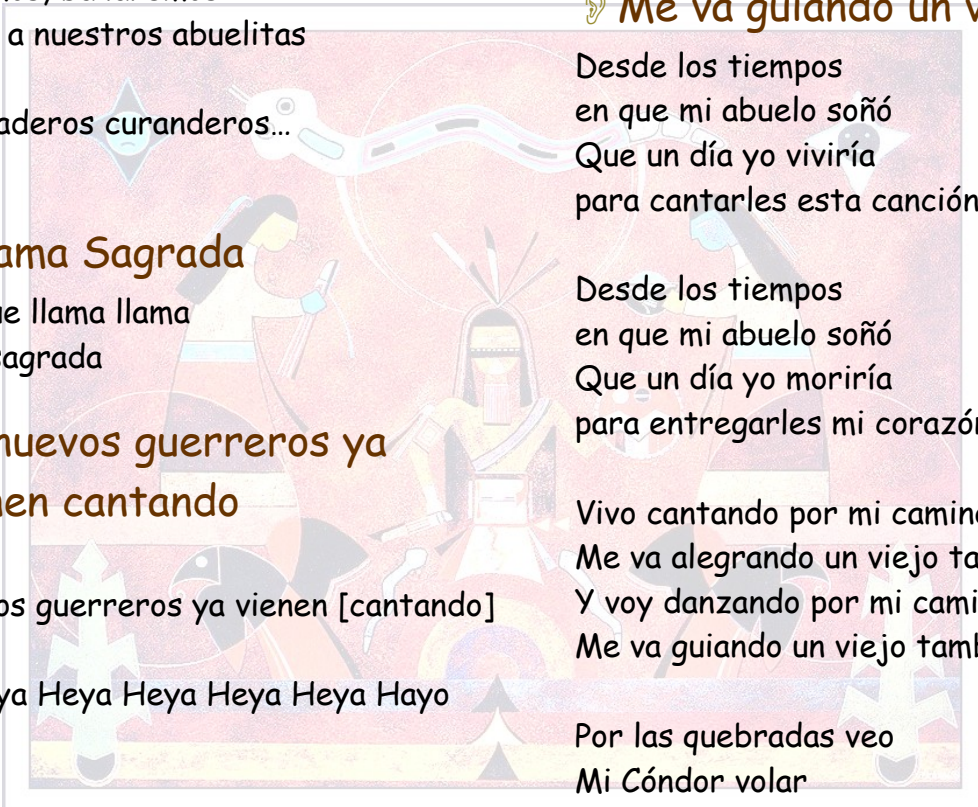 a nuestros abuelitas
aderos curanderos…
ama Sagrada
ue llama llama
sagrada
nuevos guerreros ya
nen cantando
os guerreros ya vienen [cantando]
ya Heya Heya Heya Heya Hayo
Me va guiando un v
Desde los tiempos
en que mi abuelo soñó
Que un día yo viviría
para cantarles esta canción
Desde los tiempos
en que mi abuelo soñó
Que un día yo moriría
para entregarles mi corazón
Vivo cantando por mi camino
Me va alegrando un viejo ta
Y voy danzando por mi cami
Me va guiando un viejo tamb
Por las quebradas veo
Mi Cóndor volar